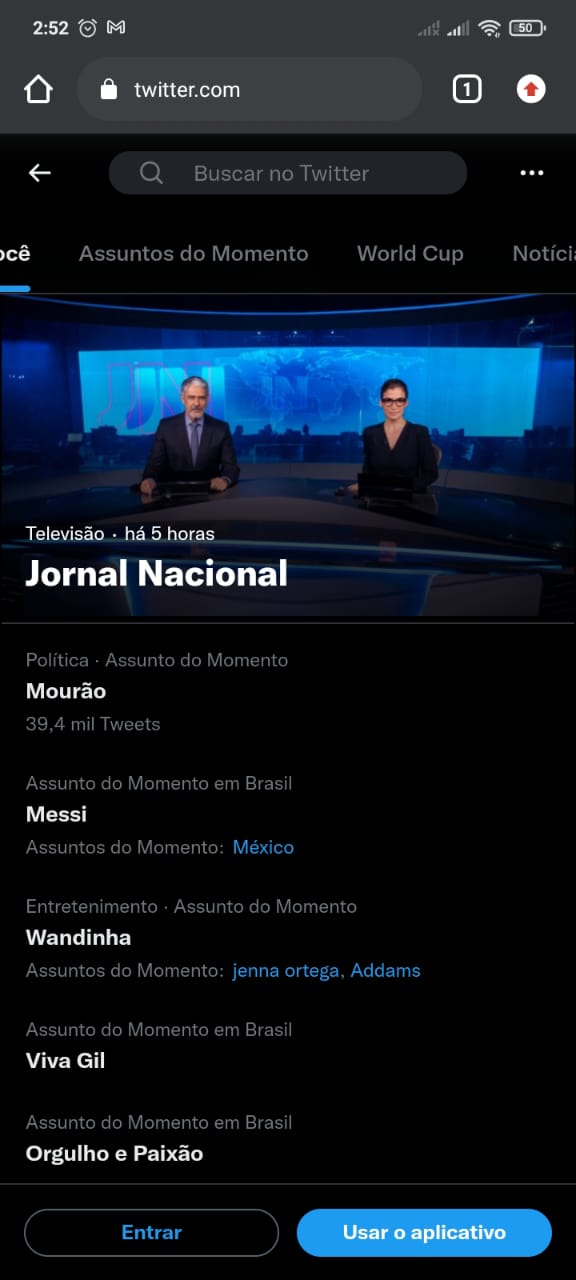 2:52
50
twitter.com
1
Buscar no Twitter
ocê Assuntos do Momento World Cup Notícia
JN
Televisão · há 5 horas
Jornal Nacional
Política · Assunto do Momento
Mourão
39,4 mil Tweets
Assunto do Momento em Brasil
Messi
Assuntos do Momento: México
Entretenimento · Assunto do Momento
Wandinha
Assuntos do Momento: jenna ortega, Addams
Assunto do Momento em Brasil
Viva Gil
Assunto do Momento em Brasil
Orgulho e Paixão
Entrar Usar o aplicativo